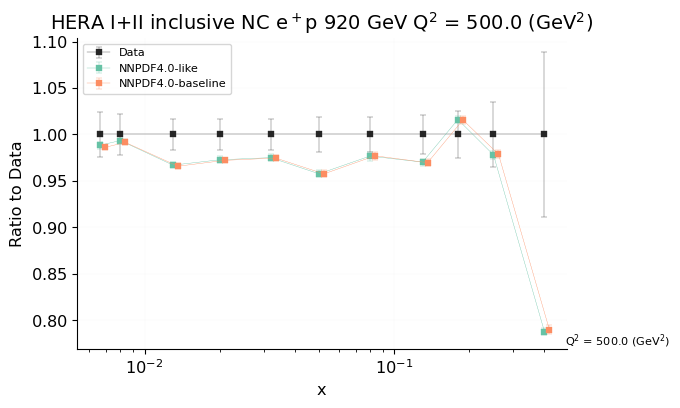 HERA I+II inclusive NC e⁺p 920 GeV Q² = 500.0 (GeV²)
Data
NNPDF4.0-like
NNPDF4.0-baseline
Ratio to Data
1.10
1.05
1.00
0.95
0.90
0.85
0.80
Q² = 500.0 (GeV²)
10⁻² 10⁻¹
x